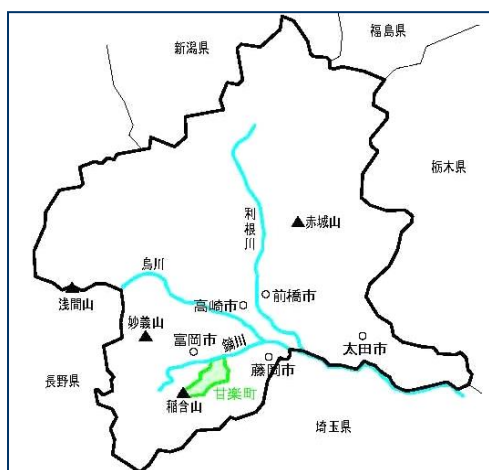 福島県
新潟県
栃木県
利根川
赤城山
烏川
浅間山
高崎市
前橋市
妙義山
富岡市
鏑川
太田市
藤岡市
長野県
甘楽町
稲含山
埼玉県